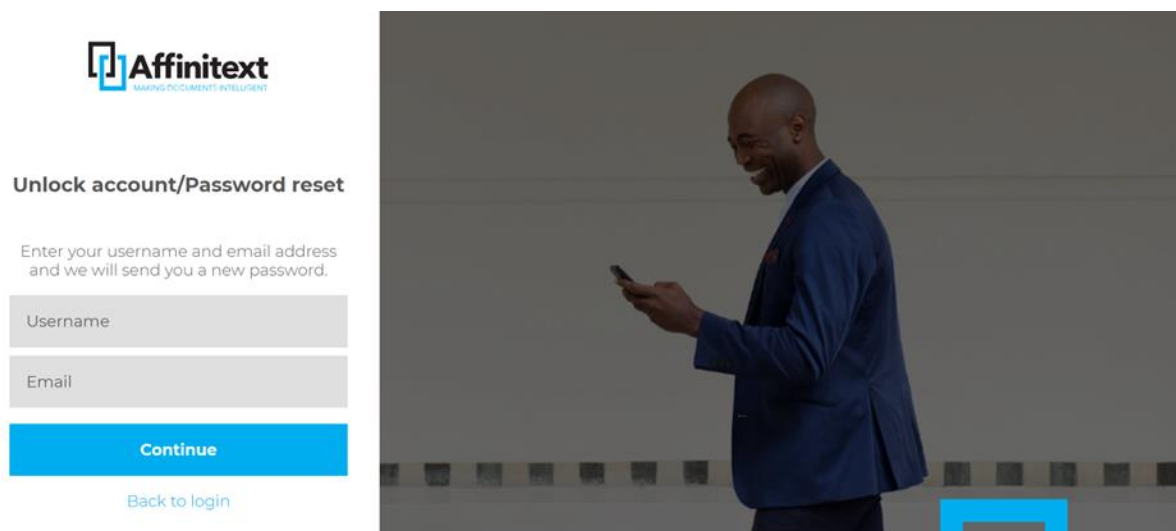 Affinitext
MAKING DOCUMENTS INTELLIGENT
Unlock account/Password reset
Enter your username and email address
and we will send you a new password.
Username
Email
Continue
Back to login